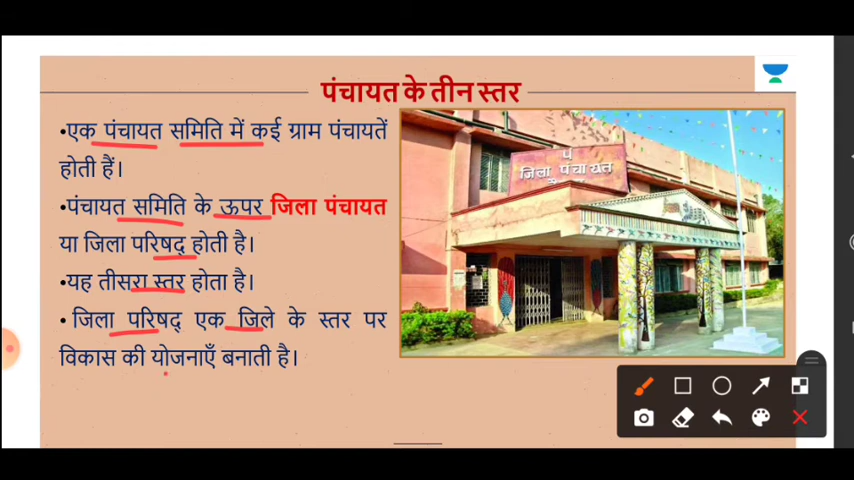 पंचायत के तीन स्तर
•एक पंचायत समिति में कई ग्राम पंचायतें
होती हैं।
•पंचायत समिति के ऊपर जिला पंचायत
या जिला परिषद् होती है।
•यह तीसरा स्तर होता है।
• जिला परिषद् एक जिले के स्तर पर
विकास की योजनाएँ बनाती है।
जिला पंचायत